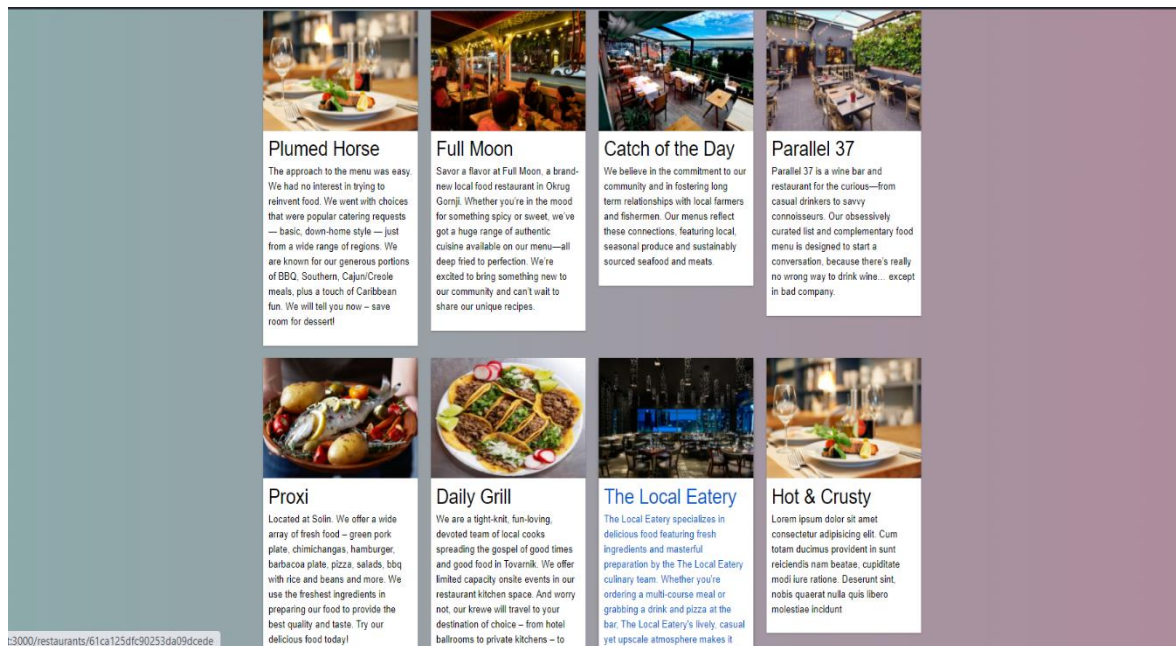 Plumed Horse
The approach to the menu was easy.
We had no interest in trying to
reinvent food. We went with choices
that were popular catering requests
— basic, down-home style — just
from a wide range of regions. We
are known for our generous portions
of BBQ, Southern, Cajun/Creole
meals, plus a touch of Caribbean
fun. We will tell you now – save
room for dessert!
Full Moon
Savor a flavor at Full Moon, a brand-
new local food restaurant in Okrug
Gornji. Whether you're in the mood
for something spicy or sweet, we've
got a huge range of authentic
cuisine available on our menu—all
deep fried to perfection. We're
excited to bring something new to
our community and can't wait to
share our unique recipes.
Catch of the Day
We believe in the commitment to our
community and in fostering long
term relationships with local farmers
and fishermen. Our menus reflect
these connections, featuring local,
seasonal produce and sustainably
sourced seafood and meats.
Parallel 37
Parallel 37 is a wine bar and
restaurant for the curious—from
casual drinkers to savvy
connoisseurs. Our obsessively
curated list and complementary food
menu is designed to start a
conversation, because there's really
no wrong way to drink wine... except
in bad company.
Proxi
Located at Solin. We offer a wide
array of fresh food – green pork
plate, chimichangas, hamburger,
barbacoa plate, pizza, salads, bbq
with rice and beans and more. We
use the freshest ingredients in
preparing our food to provide the
best quality and taste. Try our
delicious food today!
Daily Grill
We are a tight-knit, fun-loving,
devoted team of local cooks
spreading the gospel of good times
and good food in Tovarnik. We offer
limited capacity onsite events in our
restaurant kitchen space. And worry
not, our krewe will travel to your
destination of choice – from hotel
ballrooms to private kitchens – to
The Local Eatery
The Local Eatery specializes in
delicious food featuring fresh
ingredients and masterful
preparation by the The Local Eatery
culinary team. Whether you're
ordering a multi-course meal or
grabbing a drink and pizza at the
bar, The Local Eatery's lively, casual
yet upscale atmosphere makes it
Hot & Crusty
Lorem ipsum dolor sit amet
consectetur adipisicing elit. Cum
totam ducimus provident in sunt
reiciendis nam beatae, cupiditate
modi iure ratione. Deserunt sint,
nobis quaerat nulla quis libero
molestiae incidunt
t:3000/restaurants/61ca125dfc90253da09dcede